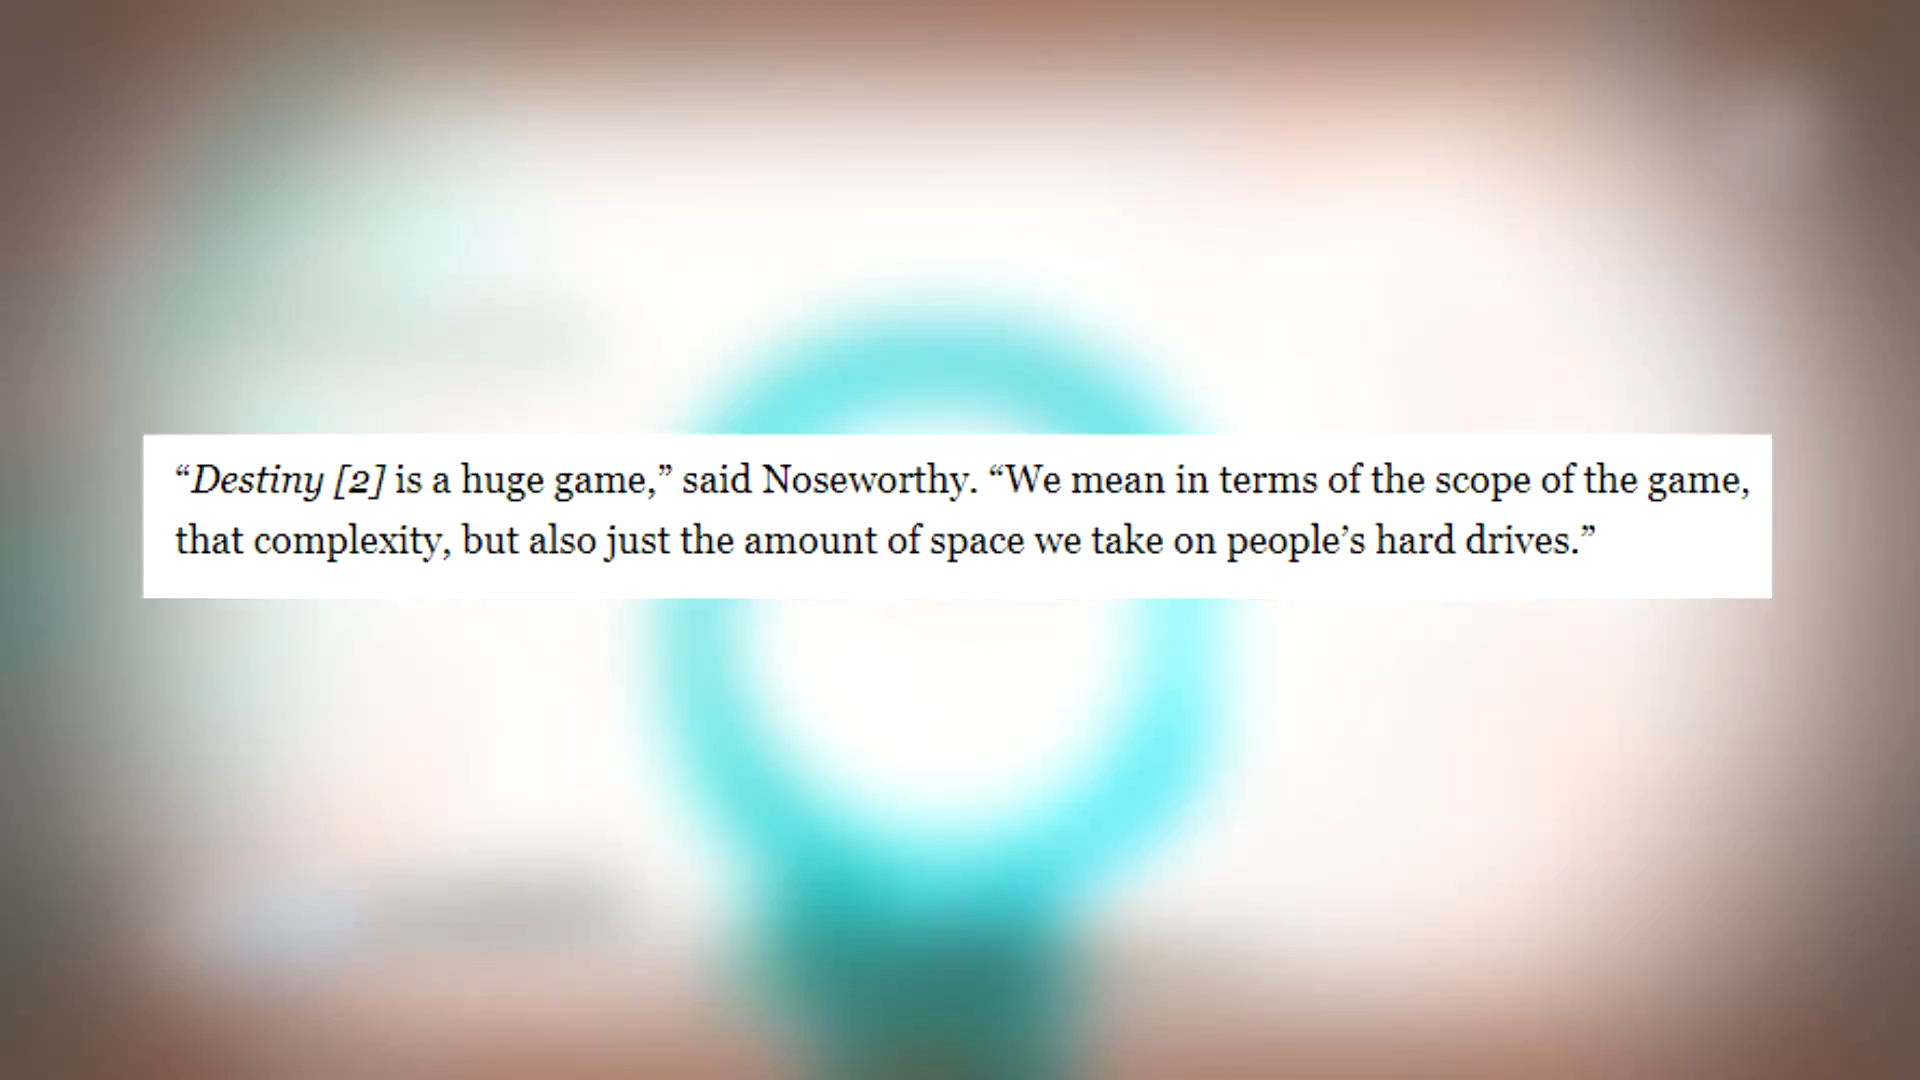 “Destiny [2] is a huge game,” said Noseworthy. “We mean in terms of the scope of the game,
that complexity, but also just the amount of space we take on people’s hard drives.”